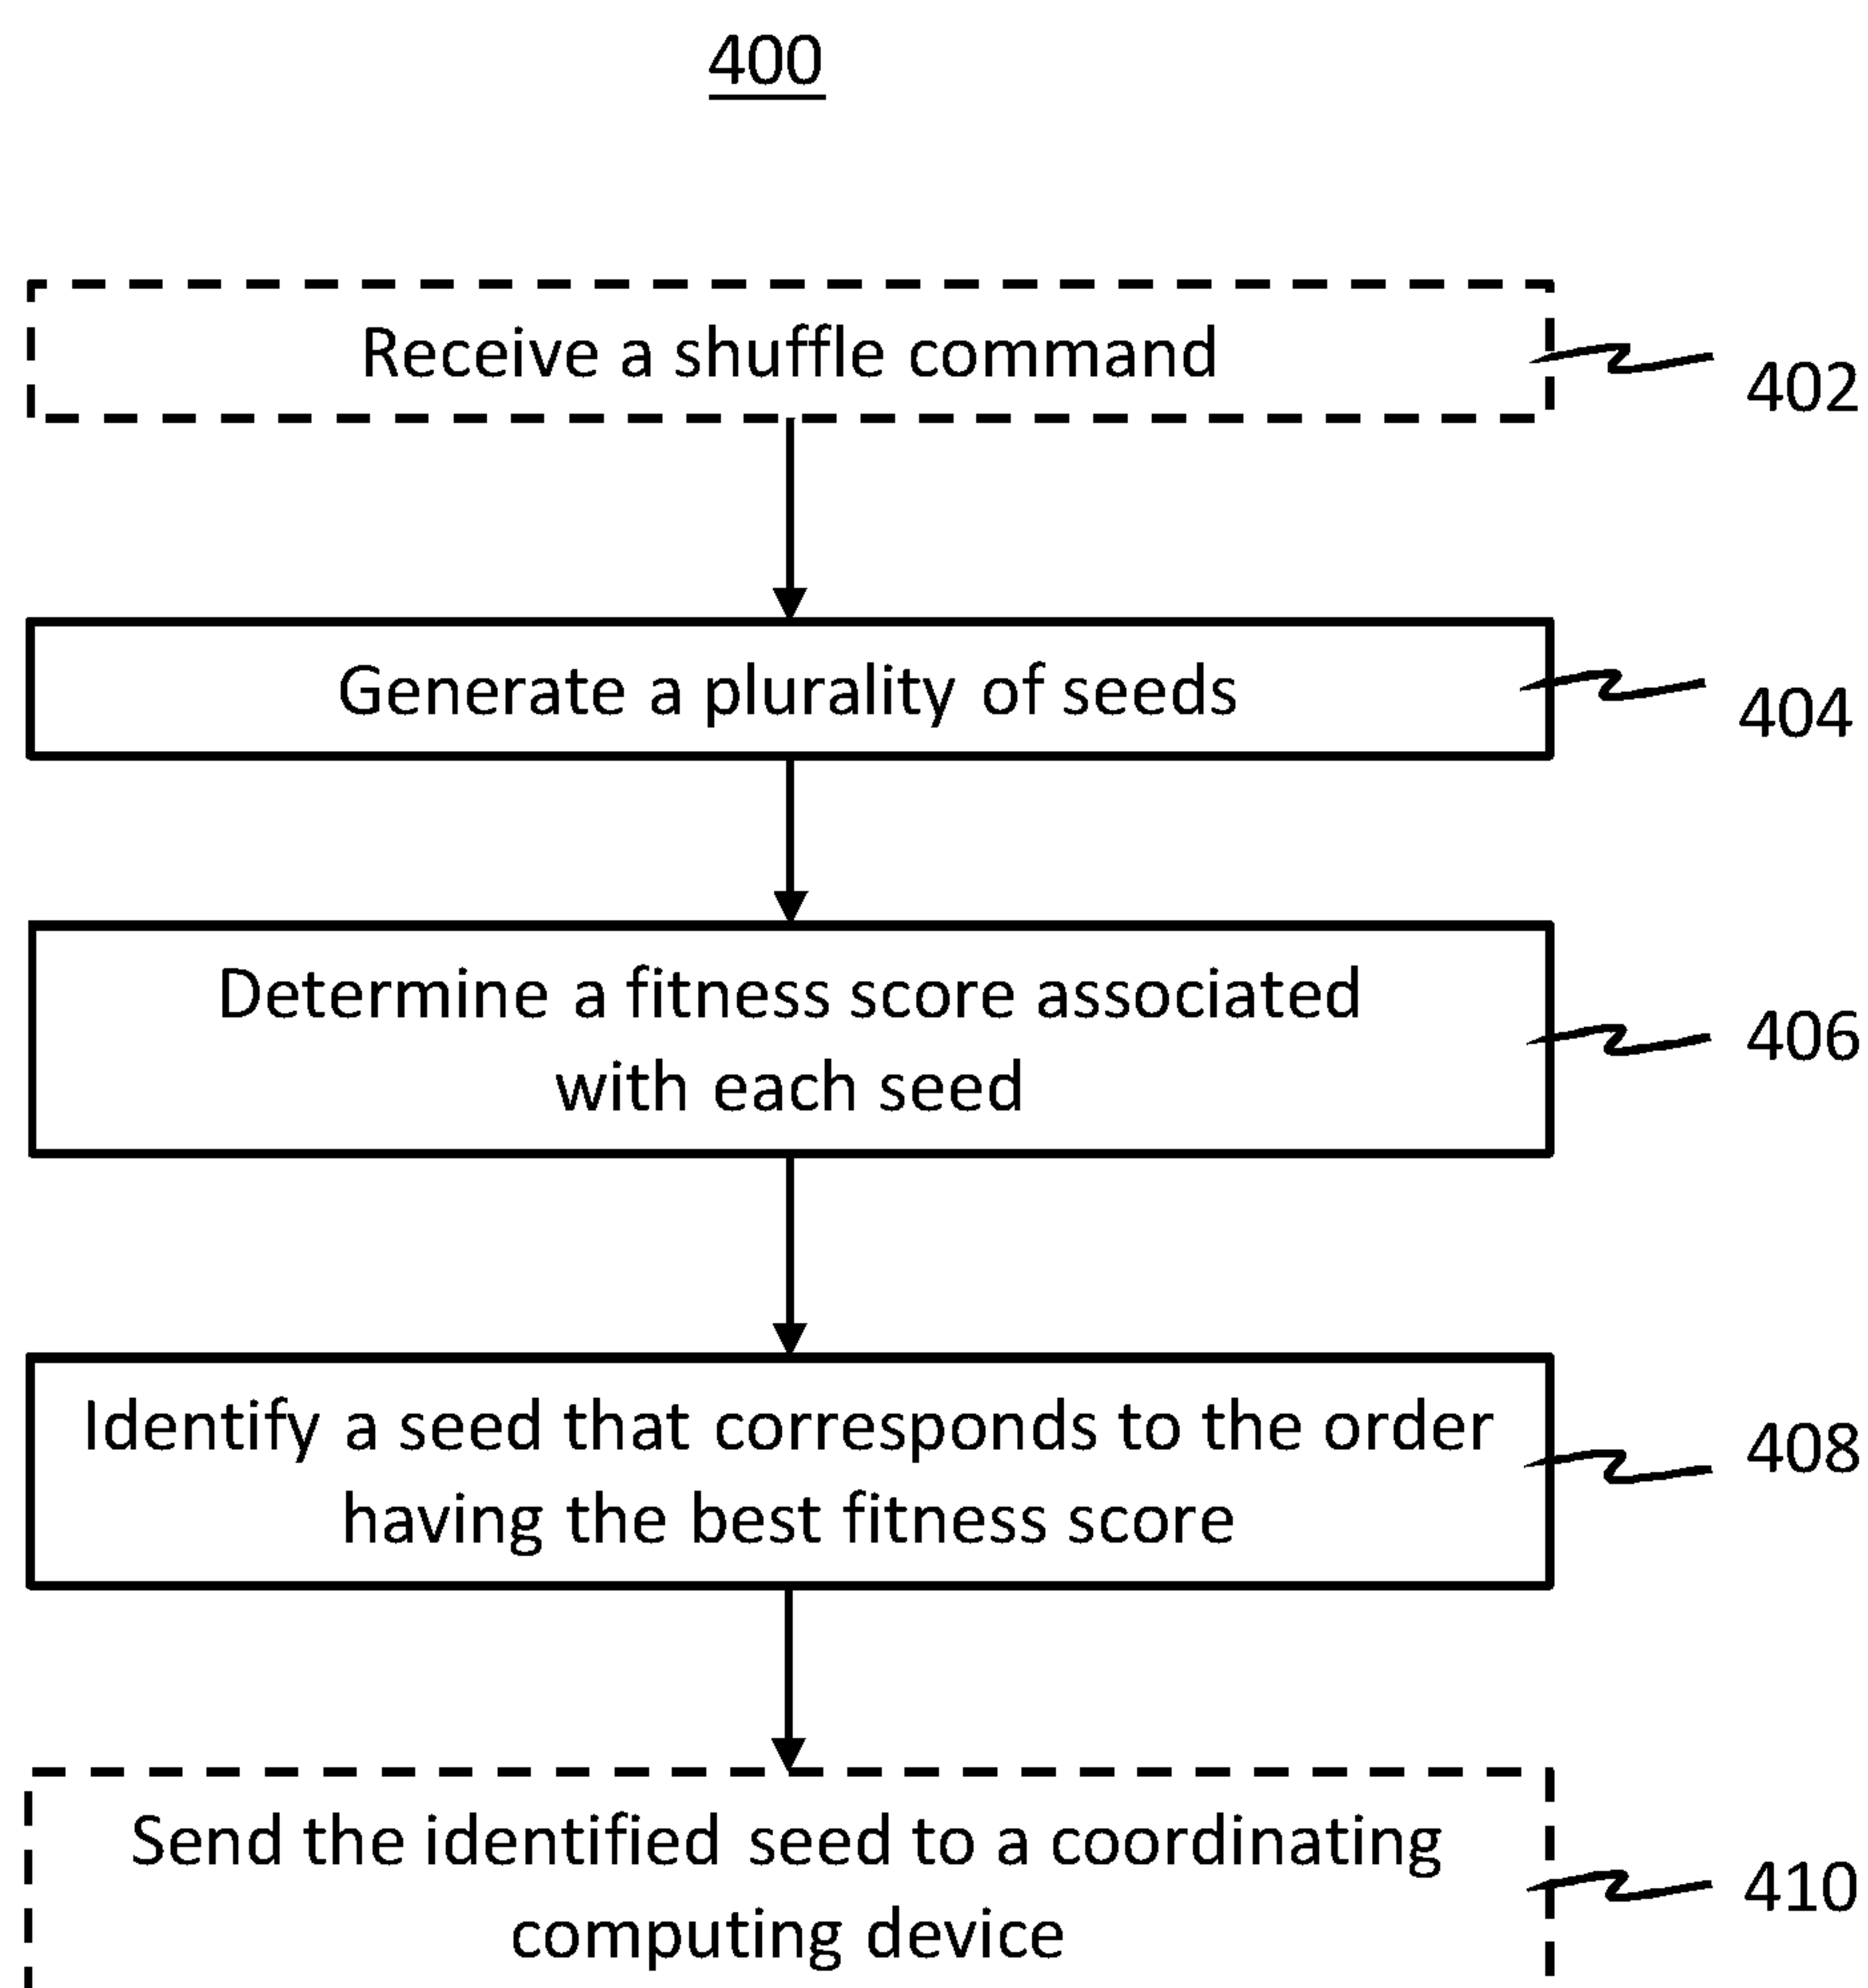 400
Receive a shuffle command
402
Generate a plurality of seeds
404
Determine a fitness score associated
with each seed
406
Identify a seed that corresponds to the order
having the best fitness score
408
Send the identified seed to a coordinating
computing device
410